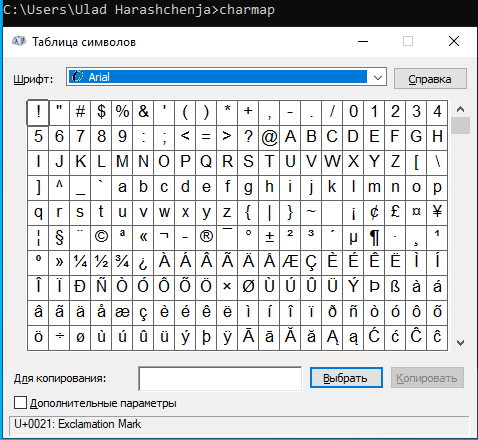 C:\Users\Ulad Harashchenja>charmap
Таблица символов
Шрифт: Arial Справка
! " # $ % & ' ( ) * + , - . / 0 1 2 3 4
5 6 7 8 9 : ; < = > ? @ A B C D E F G H
I J K L M N O P Q R S T U V W X Y Z [ \
] ^ _ ` a b c d e f g h i j k l m n o p
q r s t u v w x y z { | } ~ ¡ ¢ £ ¤ ¥
¦ § ¨ © ª « ¬ - ® ¯ ° ± ² ³ ´ µ ¶ · ¸ ¹
º » ¼ ½ ¾ ¿ À Á Â Ã Ä Å Æ Ç È É Ê Ë Ì Í
Î Ï Ð Ñ Ò Ó Ô Õ Ö × Ø Ù Ú Û Ü Ý Þ ß à á
â ã ä å æ ç è é ê ë ì í î ï ð ñ ò ó ô õ
ö ÷ ø ù ú û ü ý þ ÿ Ā ā Ă ă Ą ą Ć ć Ĉ ĉ
Для копирования: Выбрать Копировать
Дополнительные параметры
U+0021: Exclamation Mark